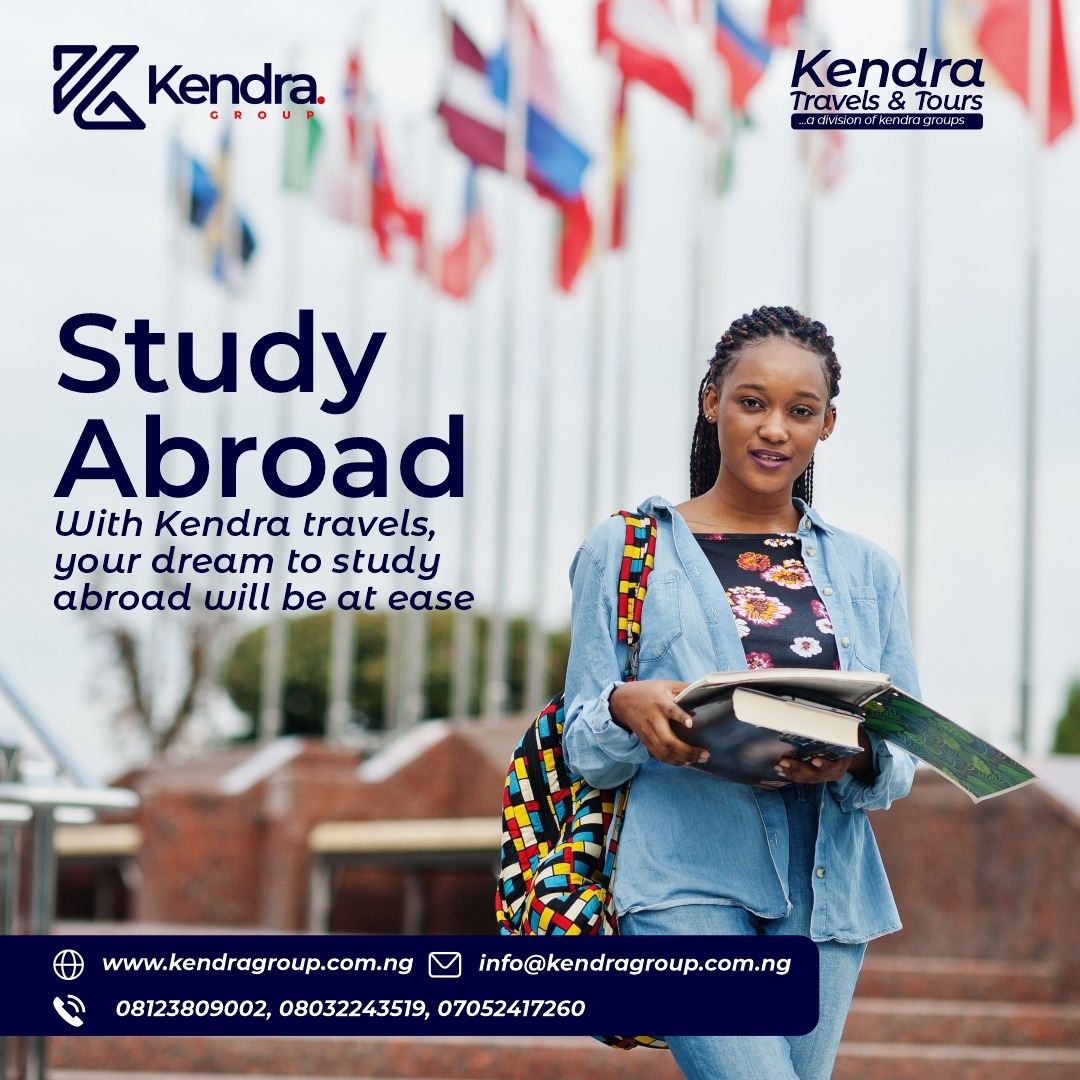 Kendra.
GROUP
Kendra
Travels & Tours
...a division of kendra groups
Study
Abroad
With Kendra travels,
your dream to study
abroad will be at ease
www.kendragroup.com.ng
info@kendragroup.com.ng
08123809002, 08032243519, 07052417260